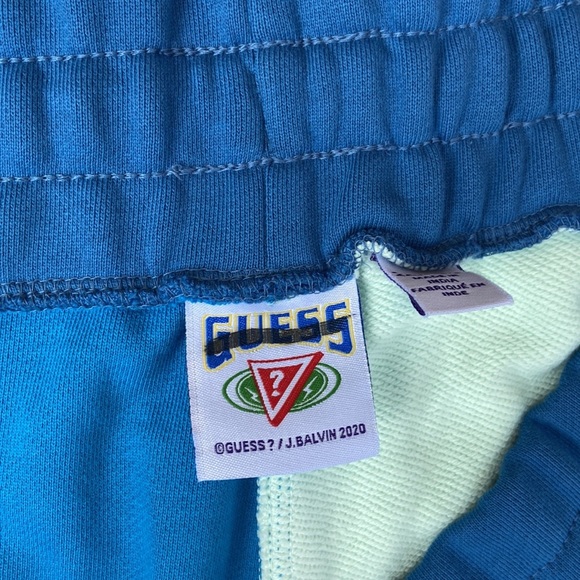 GUESS
?
©GUESS?/J.BALVIN 2020
INDIA
FABRIQUÉ EN
INDE